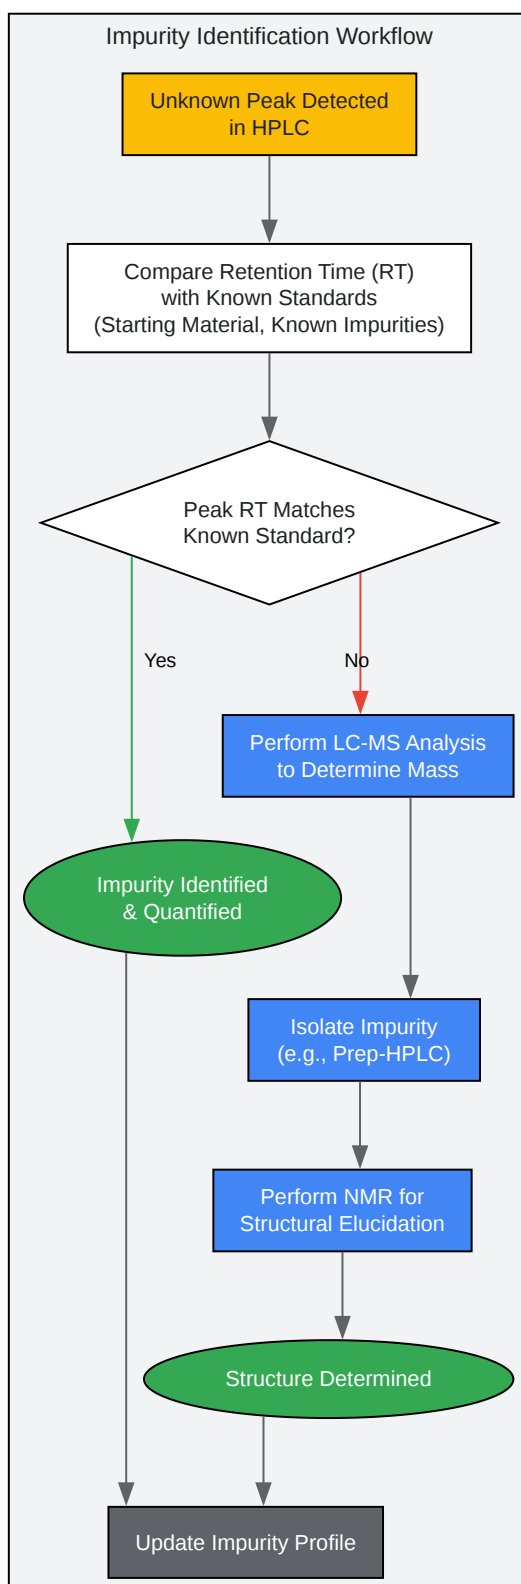 Impurity Identification Workflow
Unknown Peak Detected
in HPLC
Compare Retention Time (RT)
with Known Standards
(Starting Material, Known Impurities)
Peak RT Matches
Known Standard?
Yes
No
Perform LC-MS Analysis
to Determine Mass
Impurity Identified
& Quantified
Isolate Impurity
(e.g., Prep-HPLC)
Perform NMR for
Structural Elucidation
Structure Determined
Update Impurity Profile